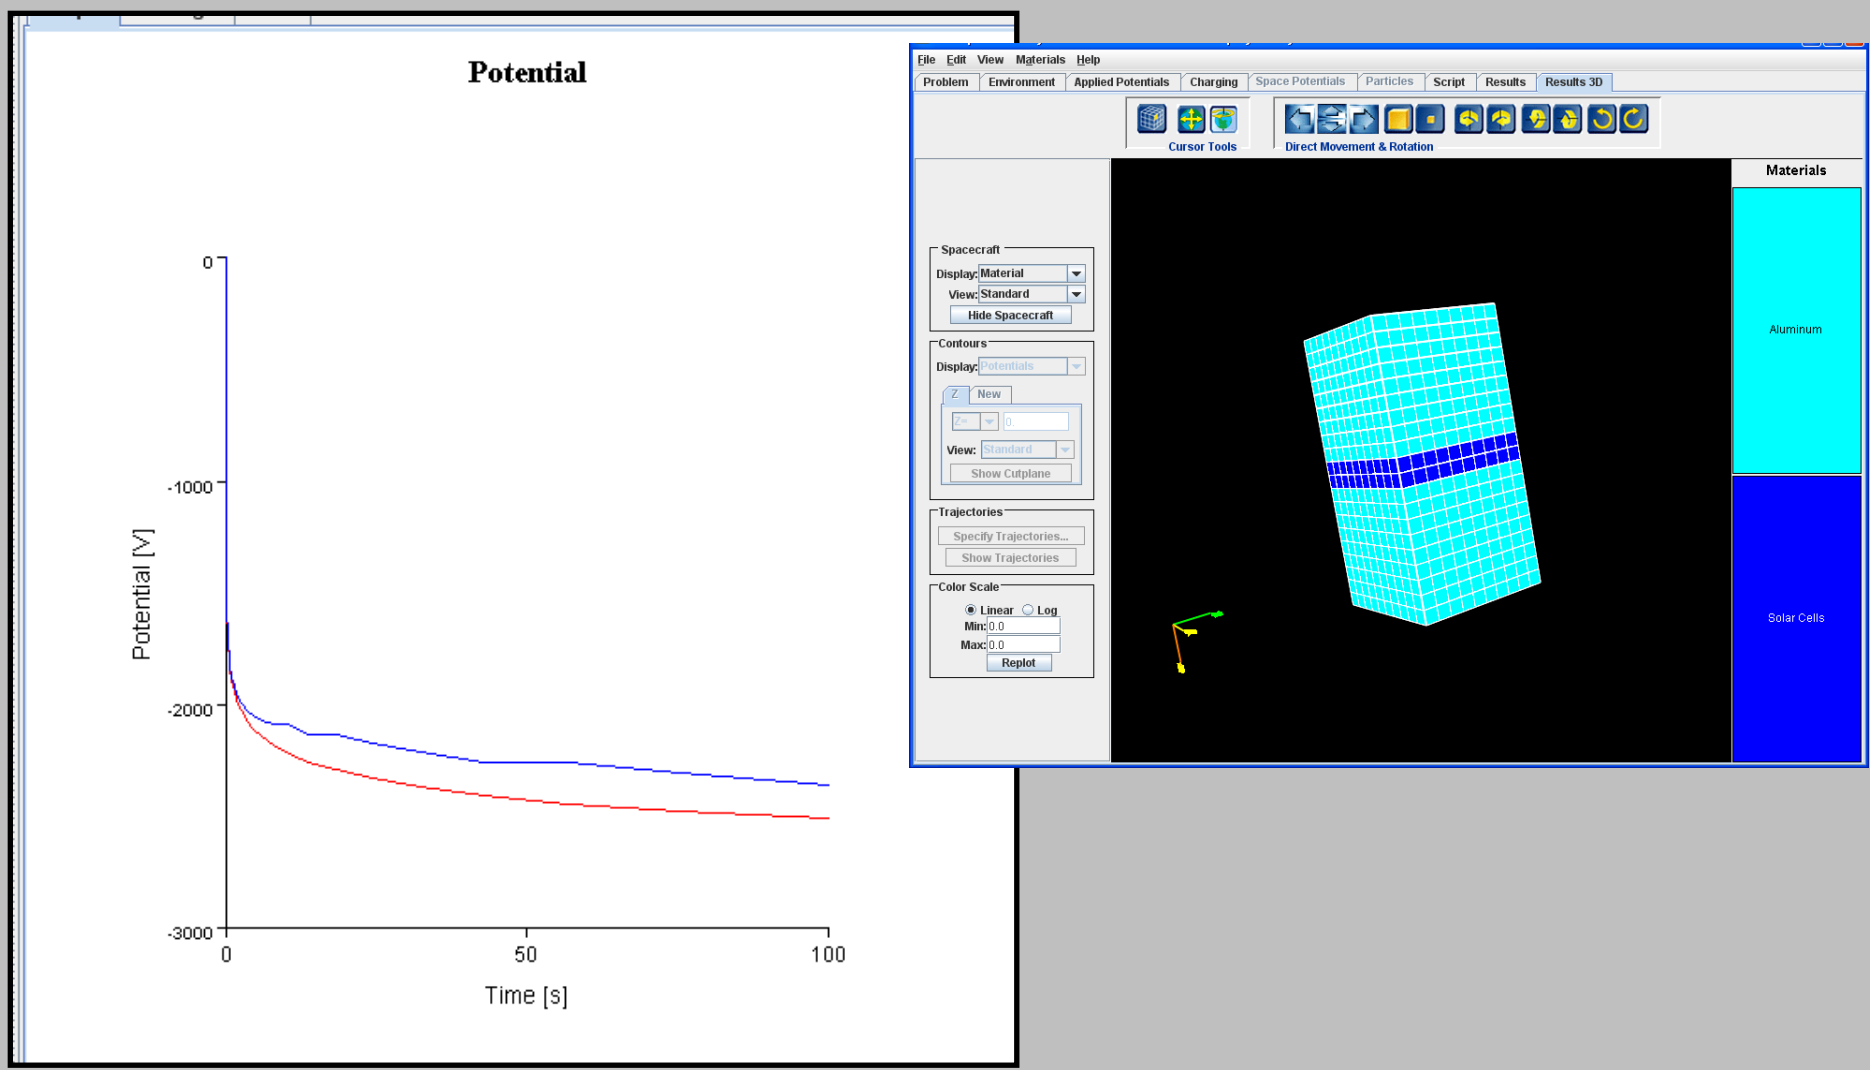 Potential
0
-1000
-2000
-3000
Potential [V]
0 50 100
Time [s]
File Edit View Materials Help
Problem Environment Applied Potentials Charging Space Potentials Particles Script Results Results 3D
Cursor Tools Direct Movement & Rotation
Spacecraft
Display: Material
View: Standard
Hide Spacecraft
Contours
Display: Potentials
Z New
Z= 0.
View: Standard
Show Cutplane
Trajectories
Specify Trajectories...
Show Trajectories
Color Scale
Linear Log
Min: 0.0
Max: 0.0
Replot
Materials
Aluminum
Solar Cells